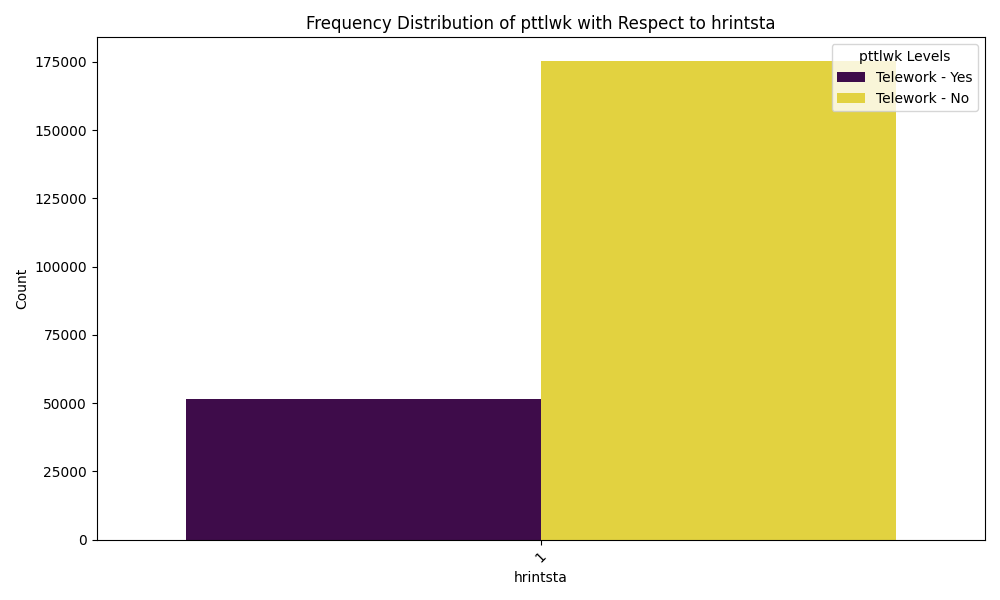 Frequency Distribution of pttlwk with Respect to hrintsta
pttlwk Levels
Telework - Yes
Telework - No
175000
150000
125000
100000
75000
50000
25000
0
Count
1
hrintsta